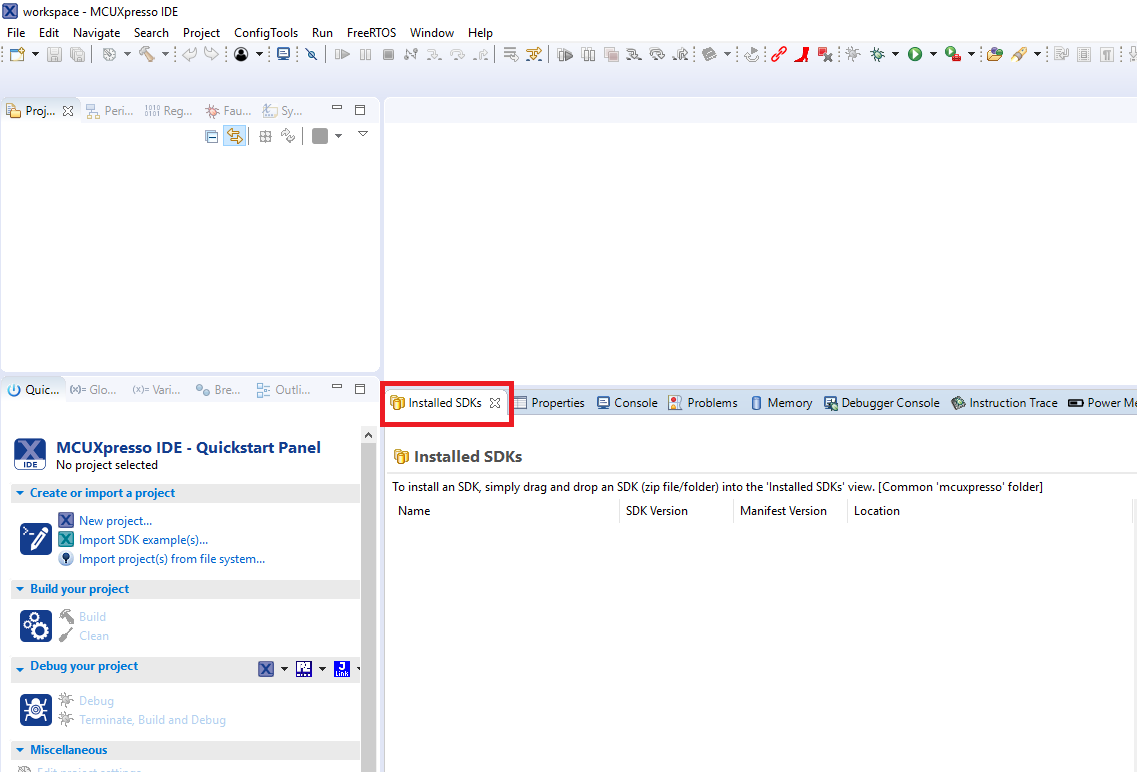 workspace - MCUXpresso IDE
File Edit Navigate Search Project ConfigTools Run FreeRTOS Window Help
Proj... Peri... Reg... Fau... Sy...
Quic... (x)= Glo... (x)= Vari... Bre... Outli...
Installed SDKs Properties Console Problems Memory Debugger Console Instruction Trace Power Me
IDE
MCUXpresso IDE - Quickstart Panel
No project selected
Create or import a project
New project...
Import SDK example(s)...
Import project(s) from file system...
Build your project
Build
Clean
Debug your project
Debug
Terminate, Build and Debug
Miscellaneous
Edit project settings
Installed SDKs
To install an SDK, simply drag and drop an SDK (zip file/folder) into the 'Installed SDKs' view. [Common 'mcuxpresso' folder]
Name SDK Version Manifest Version Location